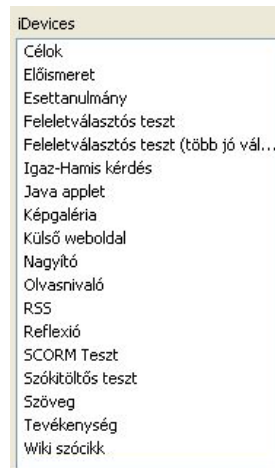 iDevices
Célok
Előismeret
Esettanulmány
Feleletválasztós teszt
Feleletválasztós teszt (több jó vál...
Igaz-Hamis kérdés
Java applet
Képgaléria
Külső weboldal
Nagyító
Olvasnivaló
RSS
Reflexió
SCORM Teszt
Szókitöltős teszt
Szöveg
Tevékenység
Wiki szócikk